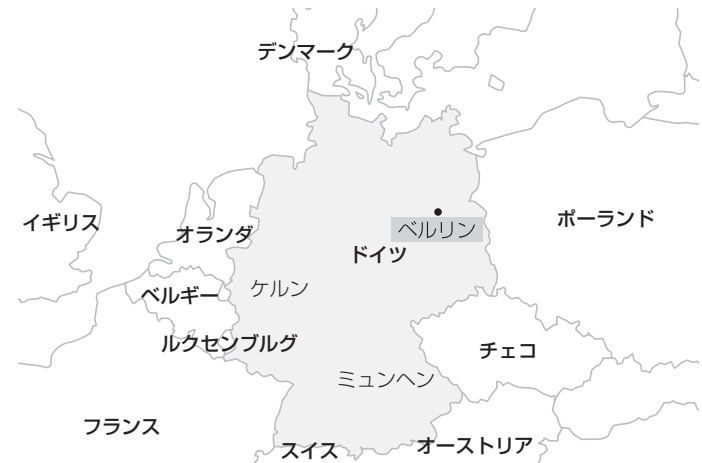 デンマーク
イギリス
オランダ
ベルリン
ポーランド
ドイツ
ベルギー
ケルン
ルクセンブルグ
チェコ
ミュンヘン
フランス
スイス
オーストリア